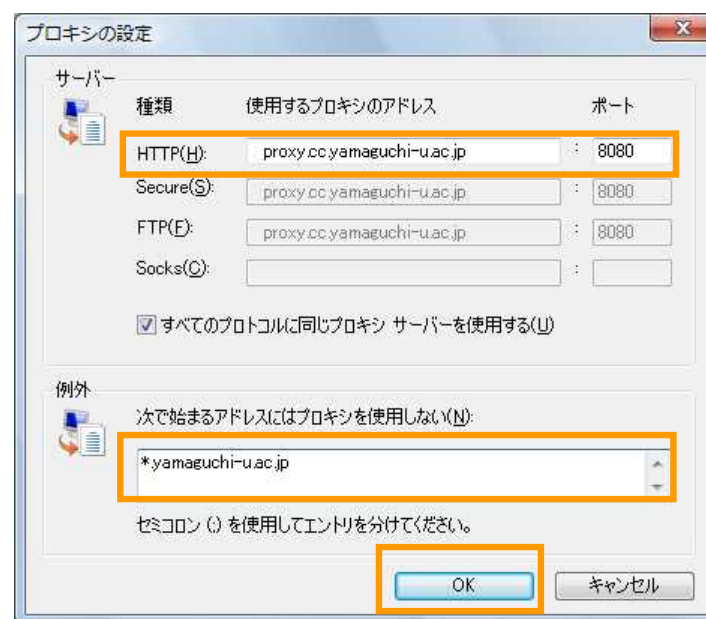 プロキシの設定
サーバー
種類 使用するプロキシのアドレス ポート
HTTP(H): proxy.cc.yamaguchi-u.ac.jp : 8080
Secure(S): proxy.cc.yamaguchi-u.ac.jp : 8080
FTP(F): proxy.cc.yamaguchi-u.ac.jp : 8080
Socks(C): :
すべてのプロトコルに同じプロキシ サーバーを使用する(U)
例外
次で始まるアドレスにはプロキシを使用しない(N):
*.yamaguchi-u.ac.jp
セミコロン (;) を使用してエントリを分けてください。
OK キャンセル